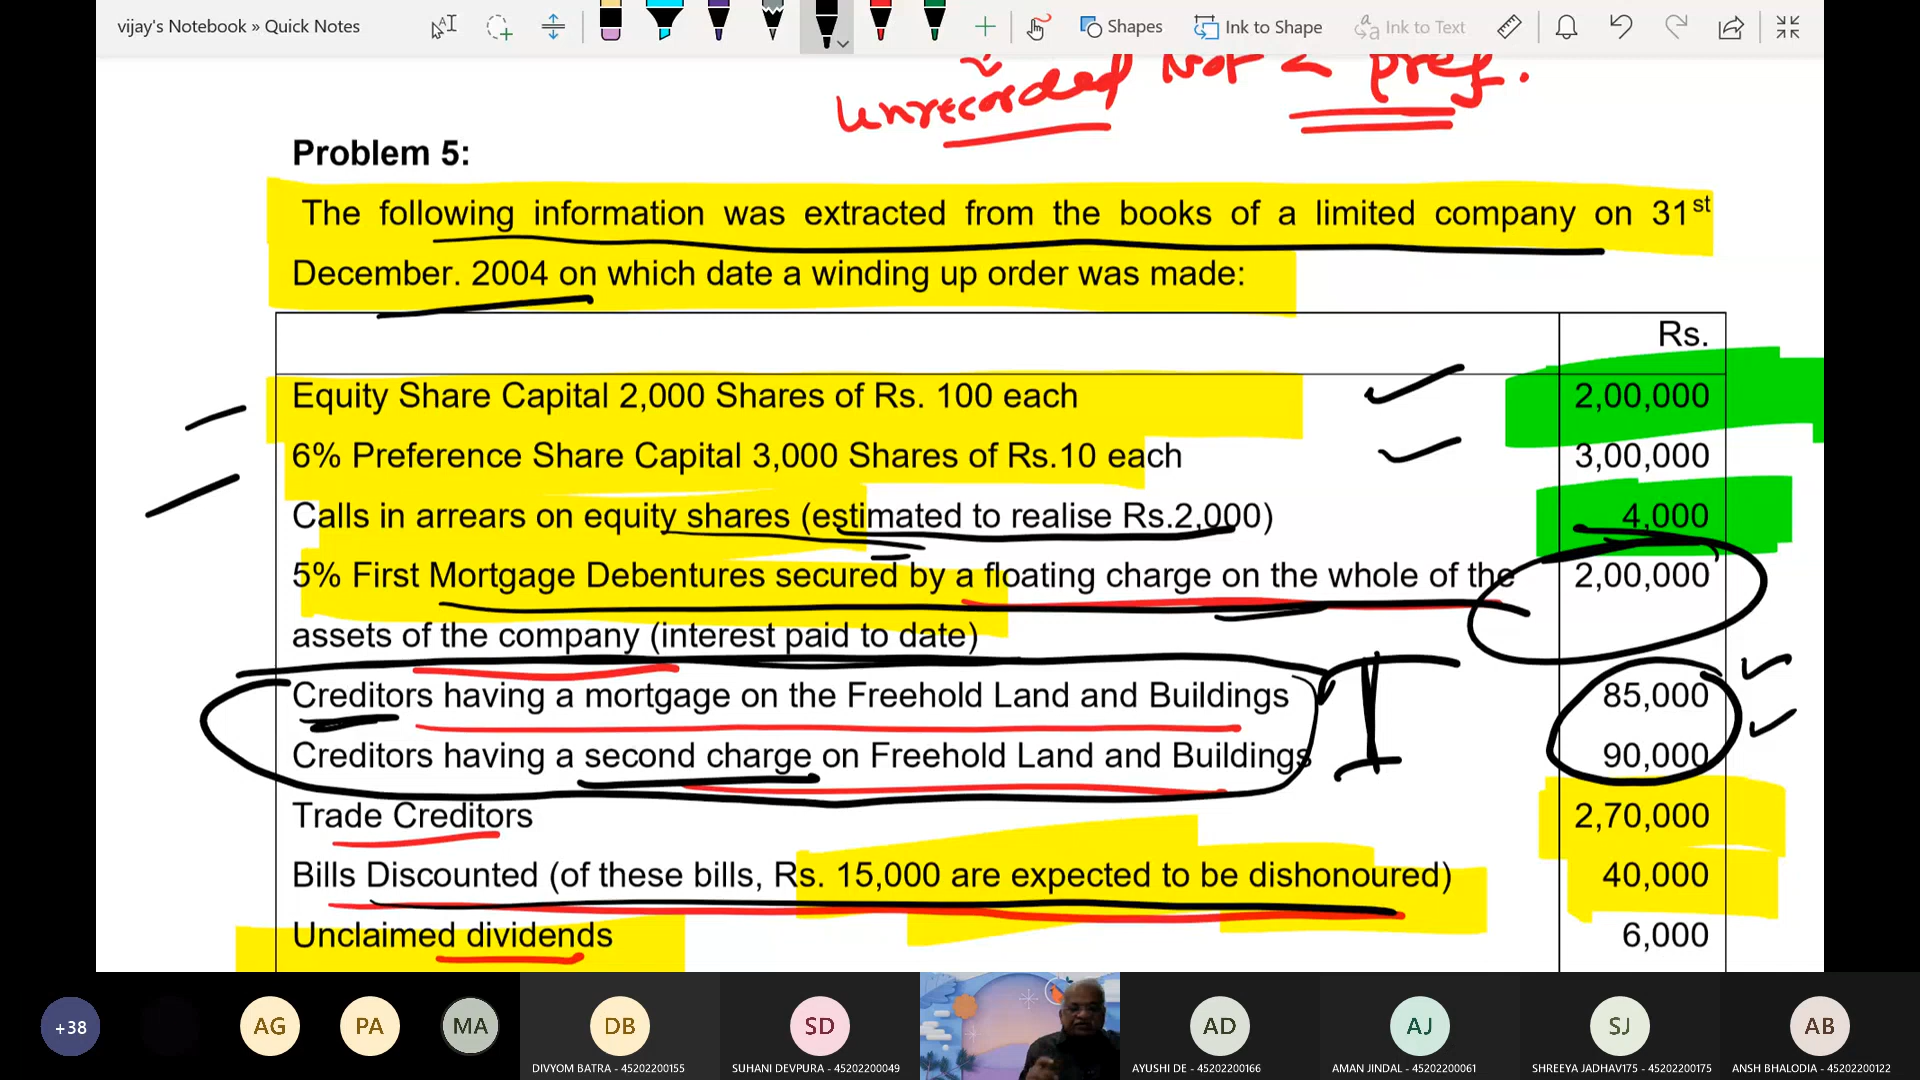 vijay's Notebook » Quick Notes
Shapes
Ink to Shape
Ink to Text
unrecorded Not < pref.
Problem 5:
The following information was extracted from the books of a limited company on 31st
December. 2004 on which date a winding up order was made:
Rs.
Equity Share Capital 2,000 Shares of Rs. 100 each 2,00,000
6% Preference Share Capital 3,000 Shares of Rs.10 each 3,00,000
Calls in arrears on equity shares (estimated to realise Rs.2,000) 4,000
5% First Mortgage Debentures secured by a floating charge on the whole of the 2,00,000
assets of the company (interest paid to date)
Creditors having a mortgage on the Freehold Land and Buildings 85,000
Creditors having a second charge on Freehold Land and Buildings 90,000
I
Trade Creditors 2,70,000
Bills Discounted (of these bills, Rs. 15,000 are expected to be dishonoured) 40,000
Unclaimed dividends 6,000
+38
AG
PA
MA
DB
SD
AD
AJ
SJ
AB
DIVYOM BATRA - 45202200155
SUHANI DEVPURA - 45202200049
AYUSHI DE - 45202200166
AMAN JINDAL - 45202200061
SHREEYA JADHAV175 - 45202200175
ANSH BHALODIA - 45202200122